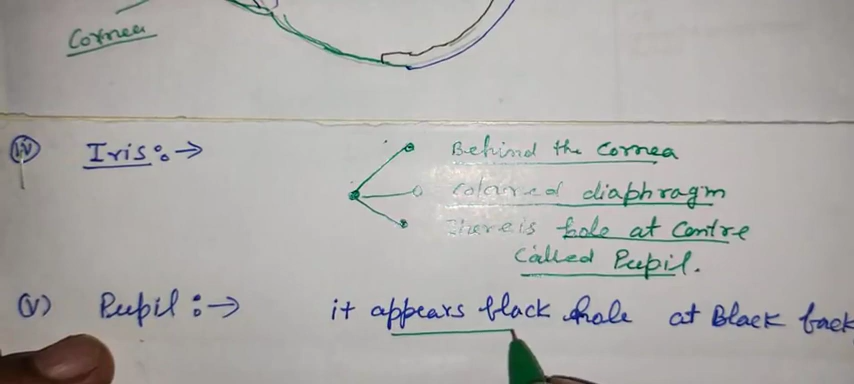 Cornea
(iv) Iris :→ Behind the Cornea
Coloured diaphragm
There is hole at Centre
Called Pupil.
(v) Pupil :→ it appears black hole at Black back